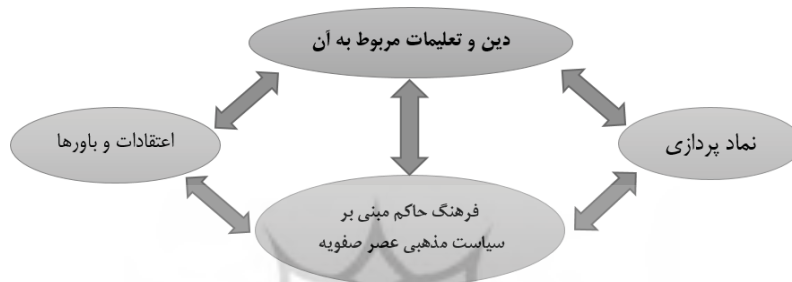 دین و تعلیمات مربوط به آن
اعتقادات و باورها
نماد پردازی
فرهنگ حاکم مبنی بر
سیاست مذهبی عصر صفویه